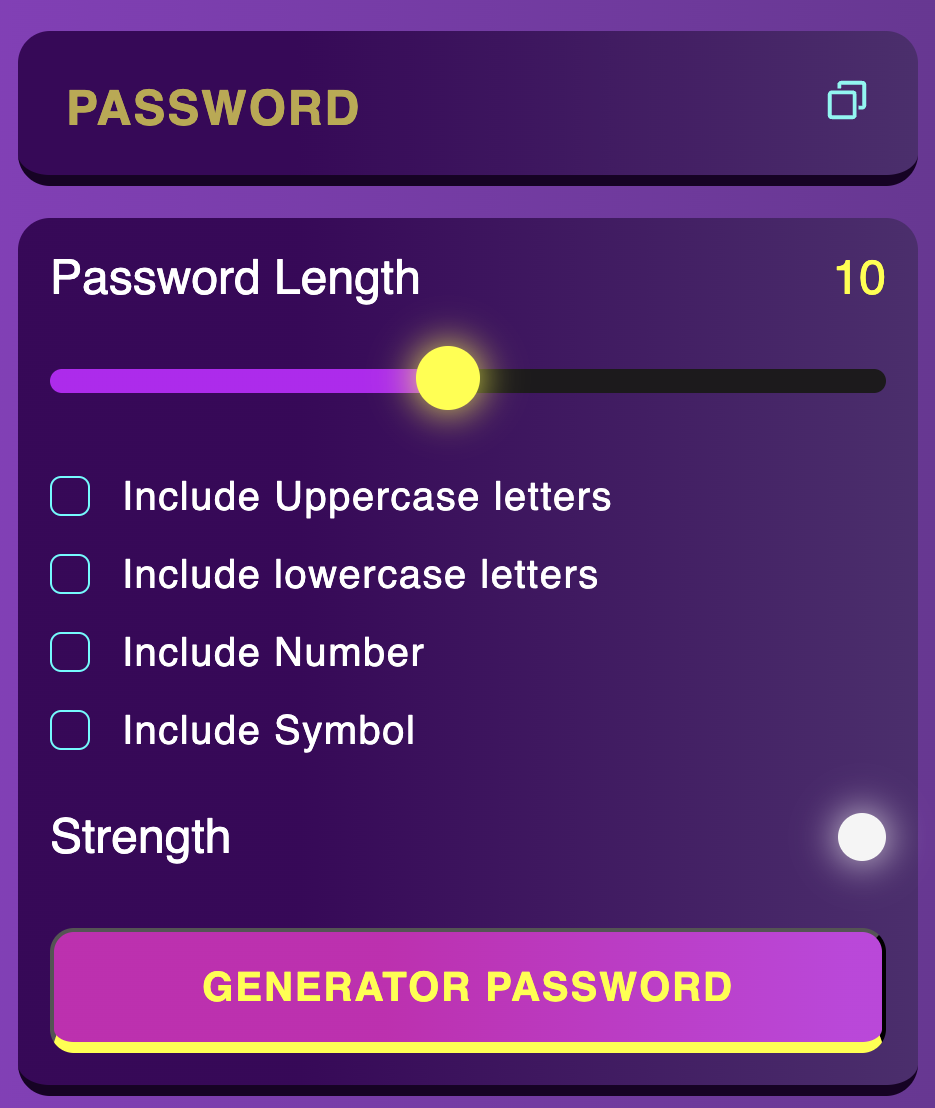 PASSWORD
Password Length
10
Include Uppercase letters
Include lowercase letters
Include Number
Include Symbol
Strength
GENERATOR PASSWORD